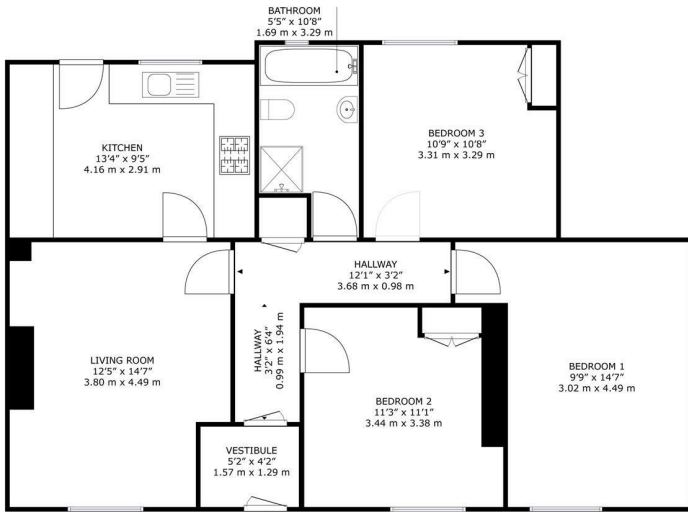 BATHROOM
5'5" x 10'8"
1.69 m x 3.29 m
KITCHEN
13'4" x 9'5"
4.16 m x 2.91 m
BEDROOM 3
10'9" x 10'8"
3.31 m x 3.29 m
HALLWAY
12'1" x 3'2"
3.68 m x 0.98 m
HALLWAY
3'2" x 6'4"
0.99 m x 1.94 m
LIVING ROOM
12'5" x 14'7"
3.80 m x 4.49 m
BEDROOM 1
9'9" x 14'7"
3.02 m x 4.49 m
BEDROOM 2
11'3" x 11'1"
3.44 m x 3.38 m
VESTIBULE
5'2" x 4'2"
1.57 m x 1.29 m